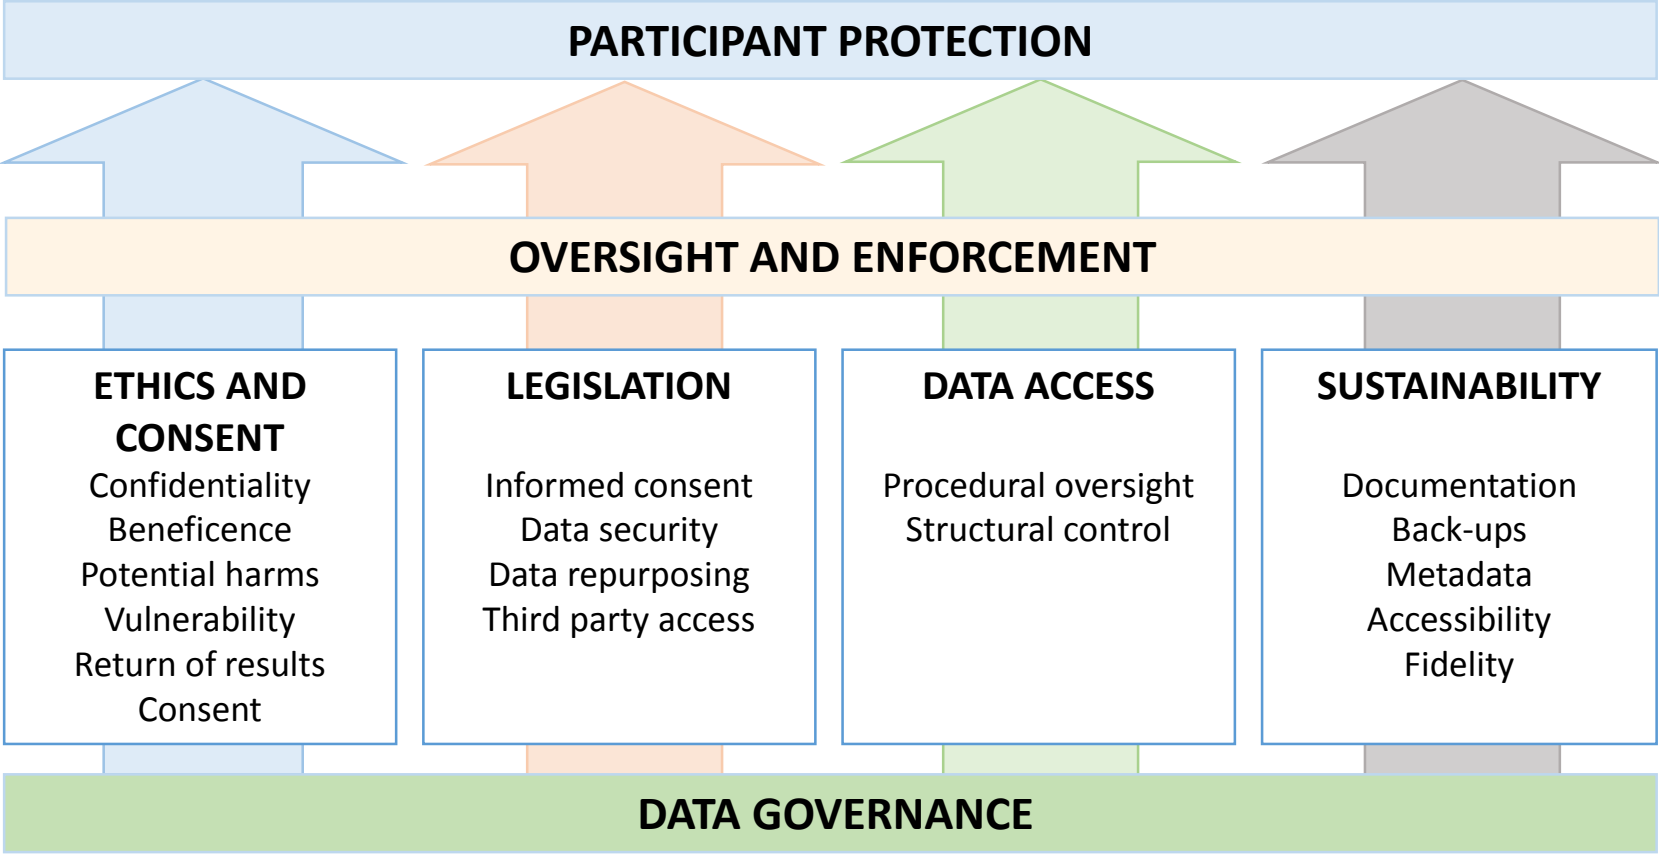 PARTICIPANT PROTECTION
OVERSIGHT AND ENFORCEMENT
ETHICS AND
CONSENT
Confidentiality
Beneficence
Potential harms
Vulnerability
Return of results
Consent
LEGISLATION
Informed consent
Data security
Data repurposing
Third party access
DATA ACCESS
Procedural oversight
Structural control
SUSTAINABILITY
Documentation
Back-ups
Metadata
Accessibility
Fidelity
DATA GOVERNANCE